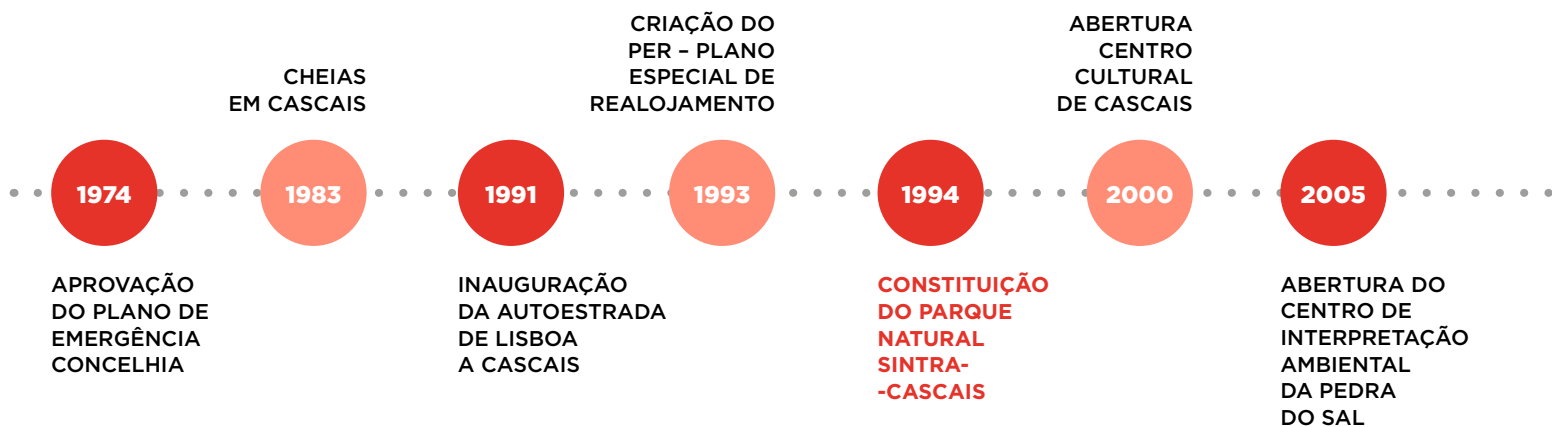 1974
APROVAÇÃO
DO PLANO DE
EMERGÊNCIA
CONCELHIA
CHEIAS
EM CASCAIS
1983
1991
INAUGURAÇÃO
DA AUTOESTRADA
DE LISBOA
A CASCAIS
CRIAÇÃO DO
PER – PLANO
ESPECIAL DE
REALOJAMENTO
1993
1994
CONSTITUIÇÃO
DO PARQUE
NATURAL
SINTRA-
-CASCAIS
ABERTURA
CENTRO
CULTURAL
DE CASCAIS
2000
2005
ABERTURA DO
CENTRO DE
INTERPRETAÇÃO
AMBIENTAL
DA PEDRA
DO SAL